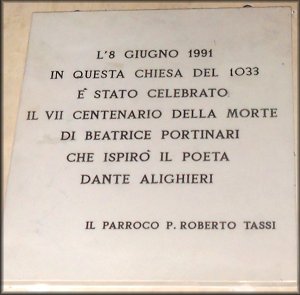 L'8 GIUGNO 1991
IN QUESTA CHIESA DEL 1033
E' STATO CELEBRATO
IL VII CENTENARIO DELLA MORTE
DI BEATRICE PORTINARI
CHE ISPIRO' IL POETA
DANTE ALIGHIERI
IL PARROCO P. ROBERTO TASSI